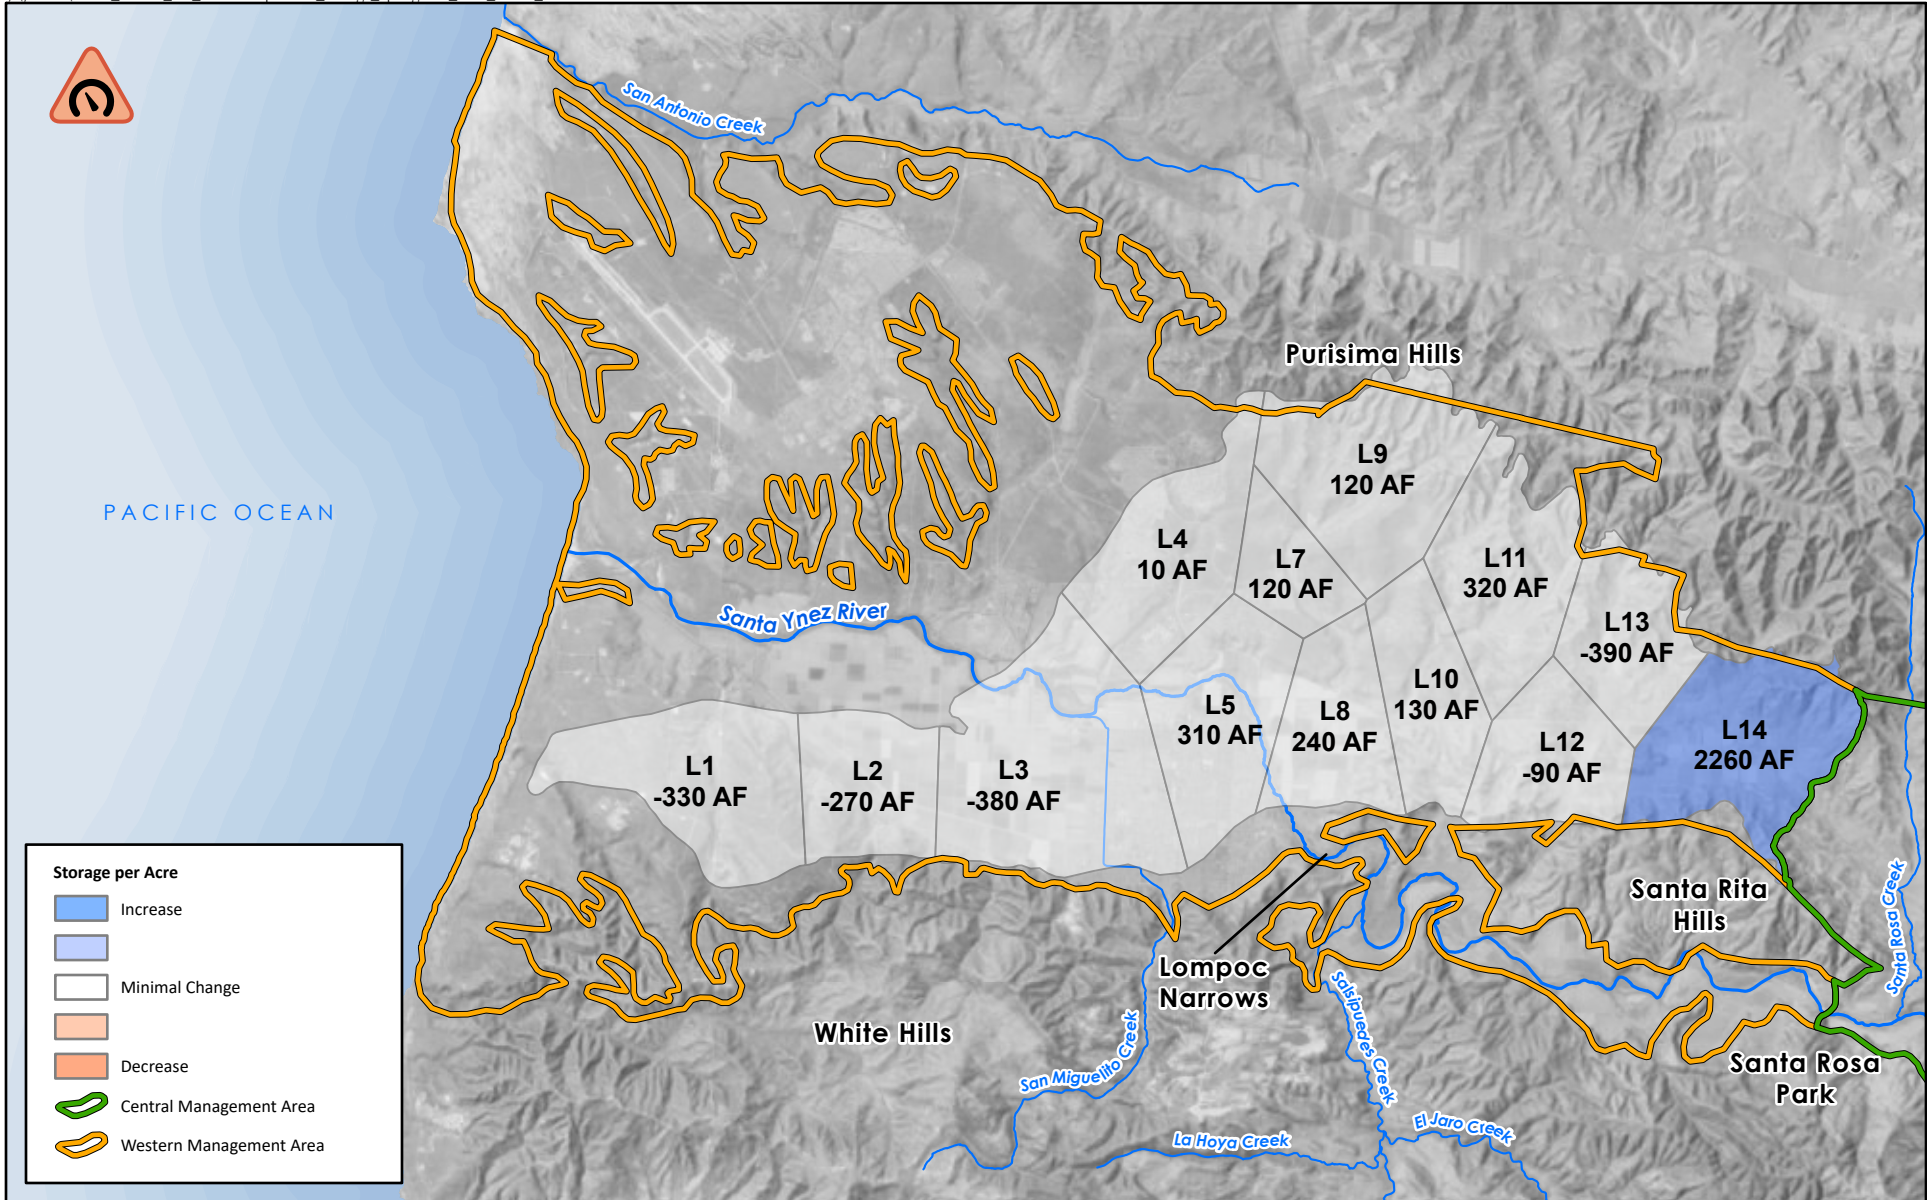 San Antonio Creek
Purisima Hills
PACIFIC OCEAN
L9
120 AF
L4
10 AF
L7
120 AF
L11
320 AF
Santa Ynez River
L13
-390 AF
L10
130 AF
L5
310 AF
L8
240 AF
L14
2260 AF
L12
-90 AF
L1
-330 AF
L2
-270 AF
L3
-380 AF
Storage per Acre
Increase
Minimal Change
Decrease
Central Management Area
Western Management Area
Santa Rita
Hills
Santa Rosa Creek
Lompoc
Narrows
White Hills
San Miguelito Creek
Salsipuedes Creek
Santa Rosa
Park
La Hoya Creek
El Jaro Creek